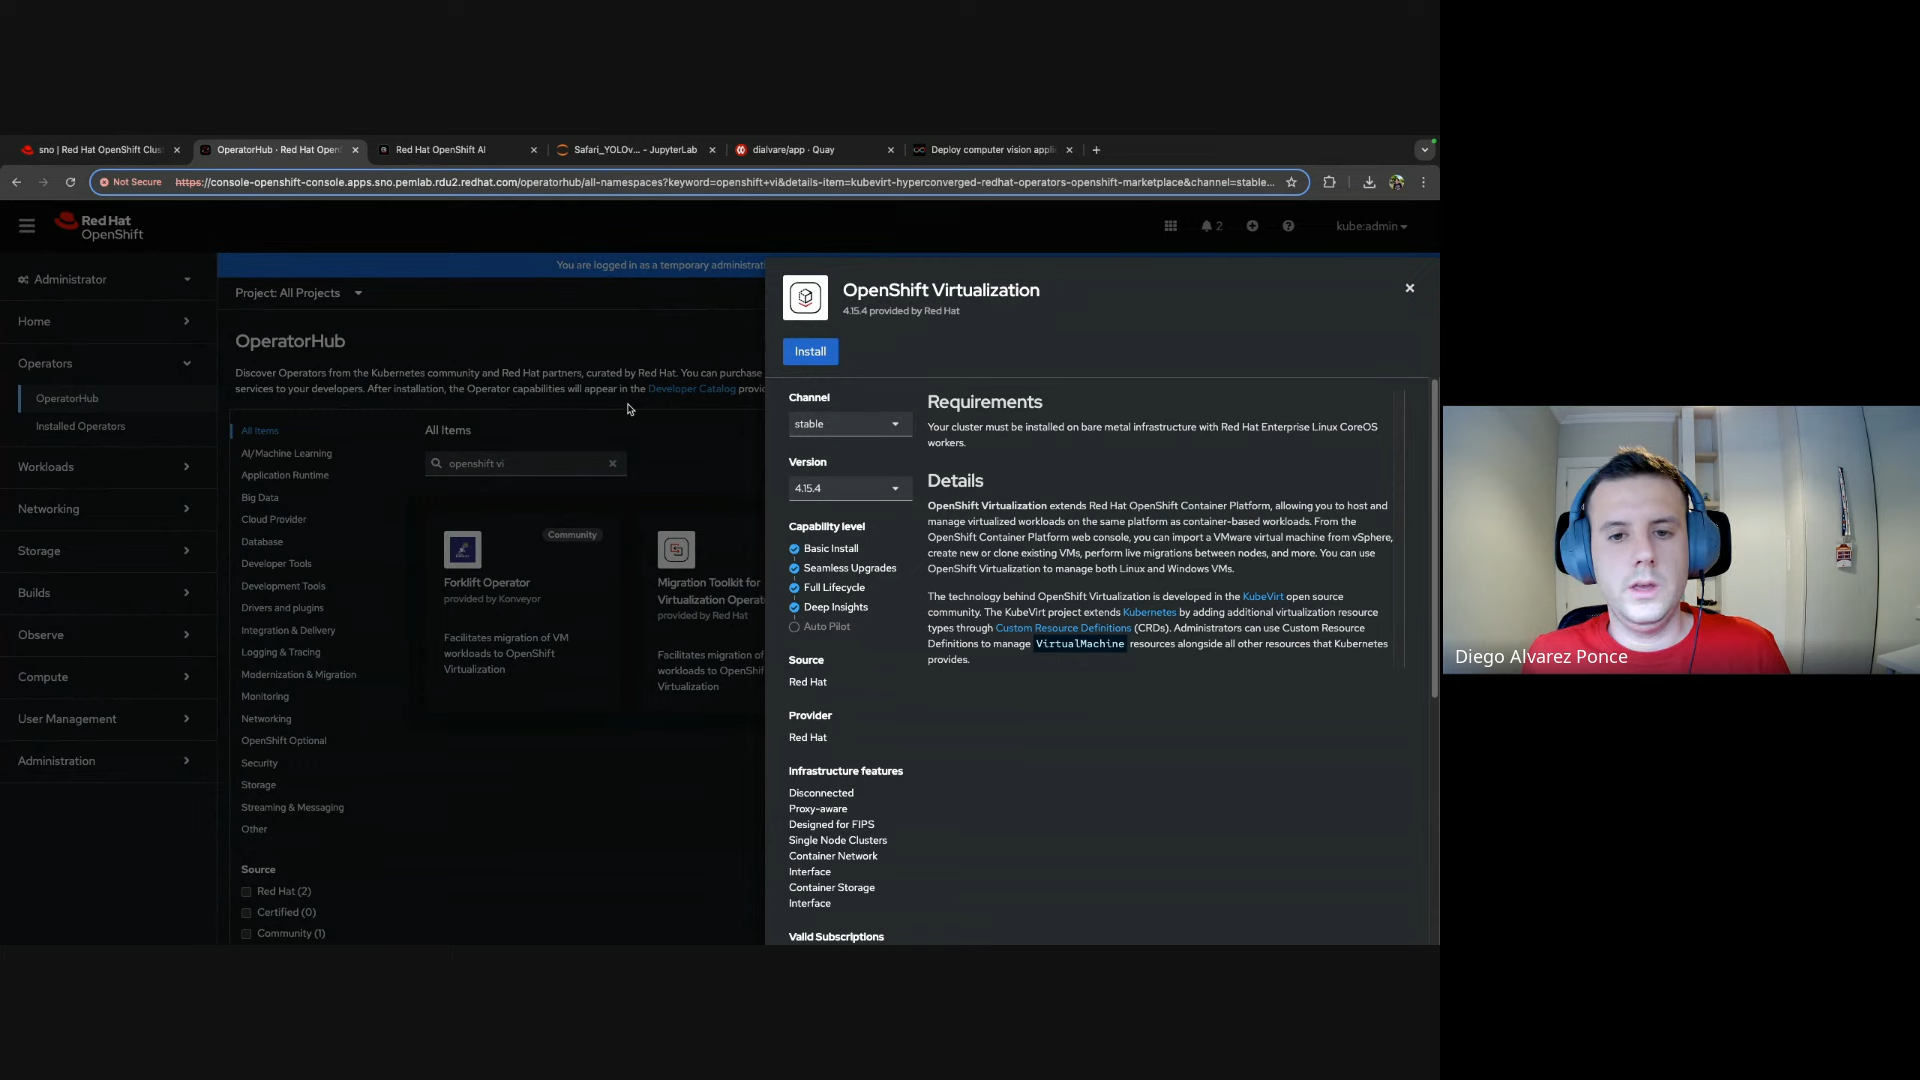 sno | Red Hat OpenShift Clus
OperatorHub · Red Hat Open
Red Hat OpenShift AI
Safari_YOLOv... - JupyterLab
dialvare/app · Quay
Deploy computer vision appli
Not Secure
https://console-openshift-console.apps.sno.pemlab.rdu2.redhat.com/operatorhub/all-namespaces?keyword=openshift+vi&details-item=kubevirt-hyperconverged-redhat-operators-openshift-marketplace&channel=stable...
Red Hat
OpenShift
2
kube:admin
You are logged in as a temporary administrati
Administrator
Home
Operators
OperatorHub
Installed Operators
Workloads
Networking
Storage
Builds
Observe
Compute
User Management
Administration
Project: All Projects
OperatorHub
Discover Operators from the Kubernetes community and Red Hat partners, curated by Red Hat. You can purchase
services to your developers. After installation, the Operator capabilities will appear in the Developer Catalog provid
All Items
AI/Machine Learning
Application Runtime
Big Data
Cloud Provider
Database
Developer Tools
Development Tools
Drivers and plugins
Integration & Delivery
Logging & Tracing
Modernization & Migration
Monitoring
Networking
OpenShift Optional
Security
Storage
Streaming & Messaging
Other
Source
Red Hat (2)
Certified (0)
Community (1)
All Items
openshift vi
Community
Forklift Operator
provided by Konveyor
Facilitates migration of VM
workloads to OpenShift
Virtualization
Migration Toolkit for
Virtualization Operat
provided by Red Hat
Facilitates migration of
workloads to OpenShif
Virtualization
OpenShift Virtualization
4.15.4 provided by Red Hat
Install
Channel
stable
Version
4.15.4
Capability level
Basic Install
Seamless Upgrades
Full Lifecycle
Deep Insights
Auto Pilot
Source
Red Hat
Provider
Red Hat
Infrastructure features
Disconnected
Proxy-aware
Designed for FIPS
Single Node Clusters
Container Network
Interface
Container Storage
Interface
Valid Subscriptions
Requirements
Your cluster must be installed on bare metal infrastructure with Red Hat Enterprise Linux CoreOS
workers.
Details
OpenShift Virtualization extends Red Hat OpenShift Container Platform, allowing you to host and
manage virtualized workloads on the same platform as container-based workloads. From the
OpenShift Container Platform web console, you can import a VMware virtual machine from vSphere,
create new or clone existing VMs, perform live migrations between nodes, and more. You can use
OpenShift Virtualization to manage both Linux and Windows VMs.
The technology behind OpenShift Virtualization is developed in the KubeVirt open source
community. The KubeVirt project extends Kubernetes by adding additional virtualization resource
types through Custom Resource Definitions (CRDs). Administrators can use Custom Resource
Definitions to manage VirtualMachine resources alongside all other resources that Kubernetes
provides.
Diego Alvarez Ponce